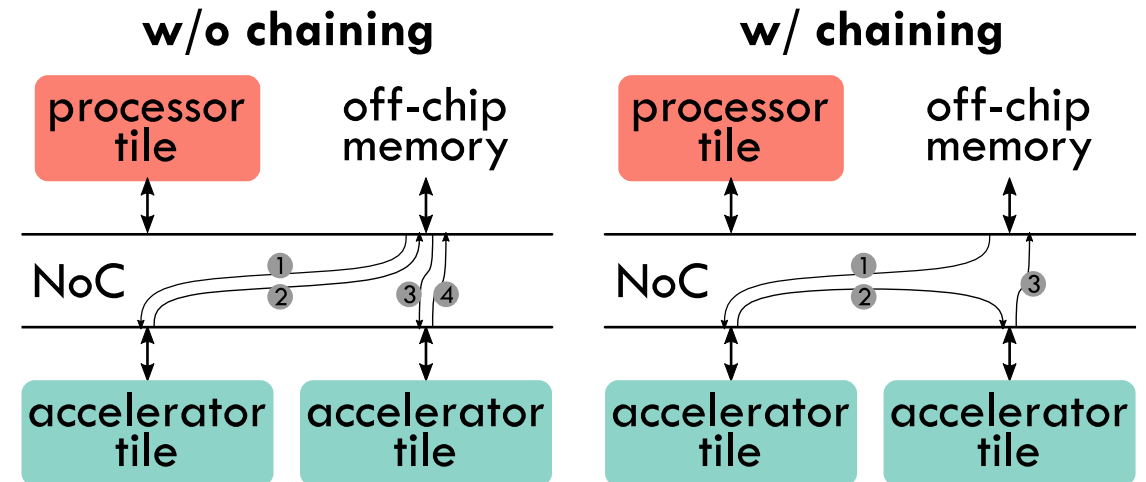 w/o chaining
processor
tile
off-chip
memory
NoC
1
2
3
4
accelerator
tile
accelerator
tile
w/ chaining
processor
tile
off-chip
memory
NoC
1
2
3
accelerator
tile
accelerator
tile